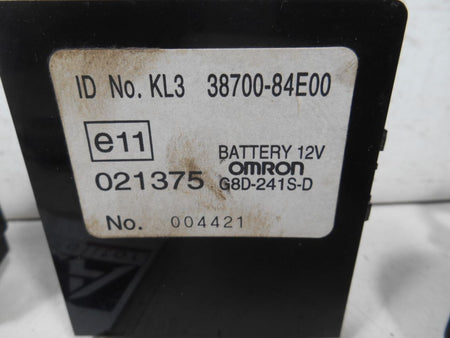 ID No. KL3 38700-84E00
e11
BATTERY 12V
OMRON
021375 G8D-241S-D
No. 004421